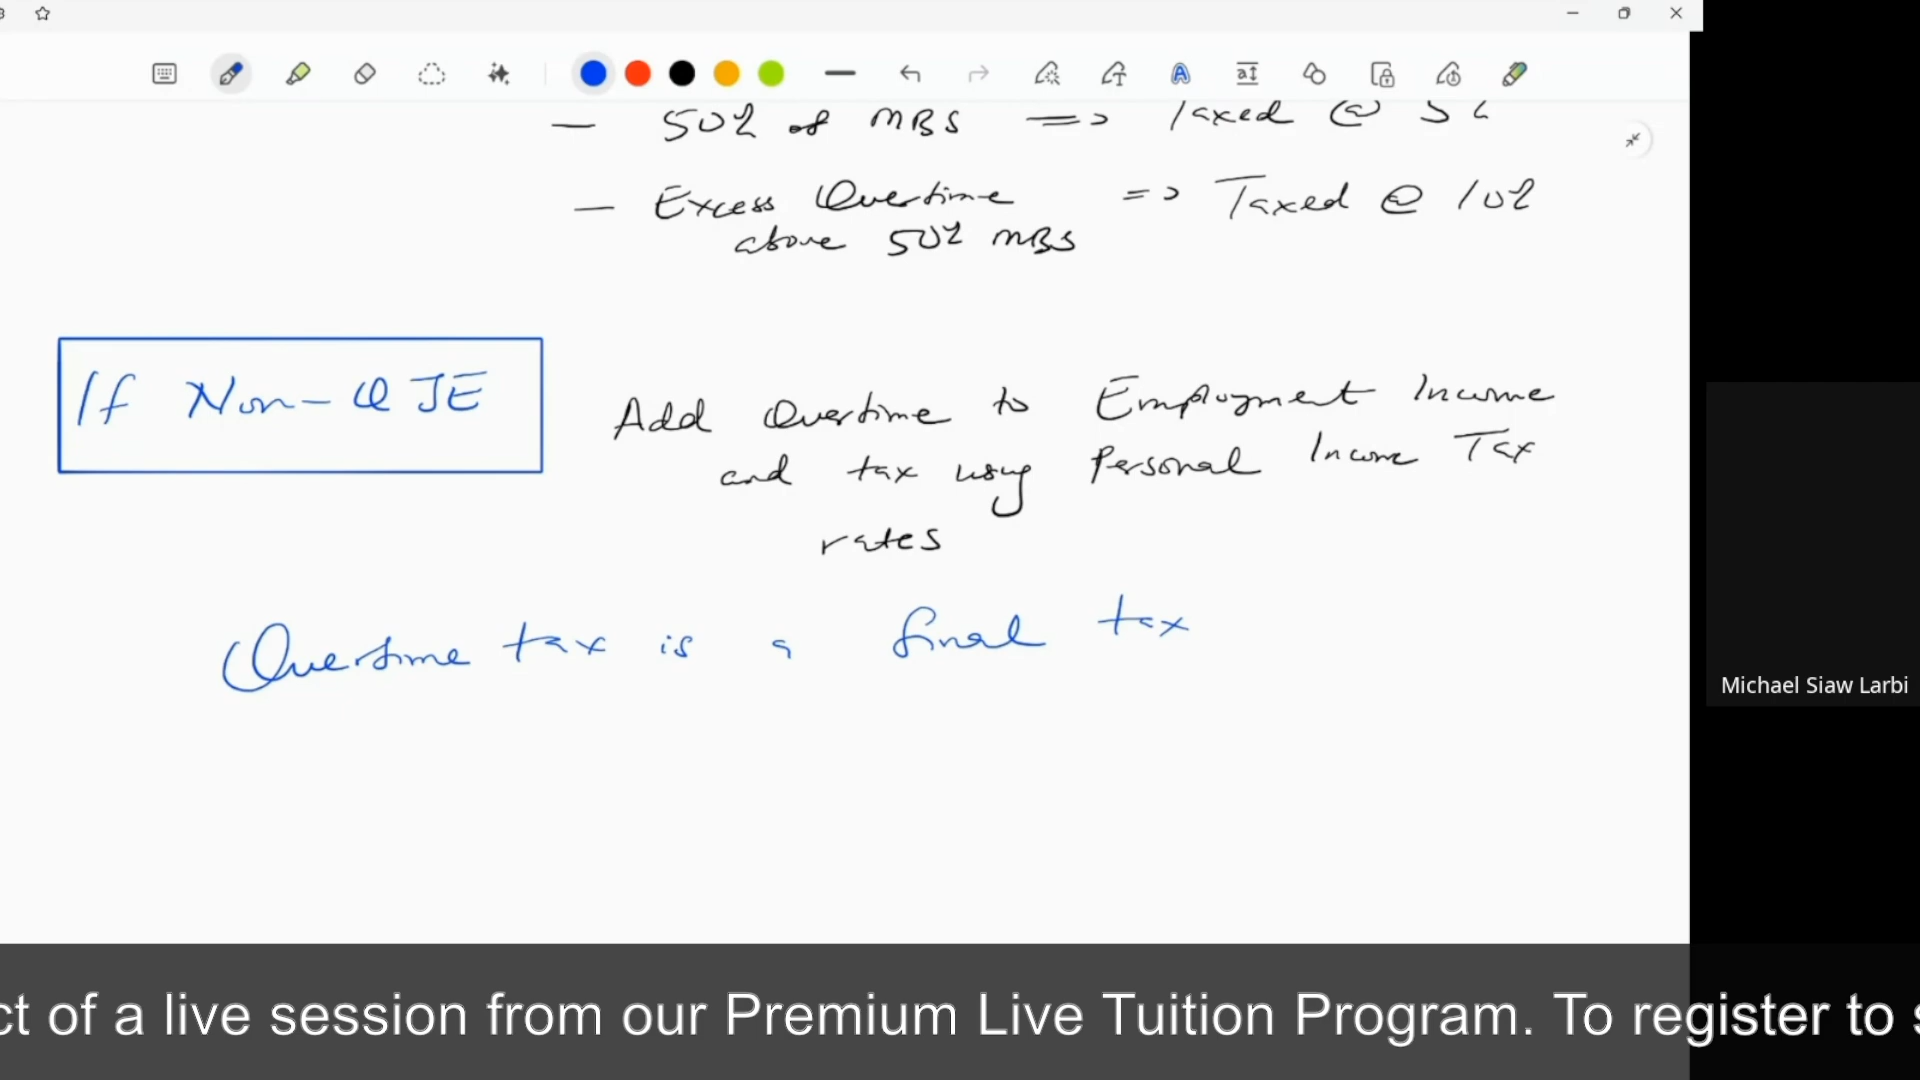 — 50% of MBS => Taxed @ 5%
— Excess Overtime => Taxed @ 10%
above 50% MBS
If Non-QJE
Add Overtime to Employment Income
and tax using Personal Income Tax
rates
Overtime tax is a final tax
Michael Siaw Larbi
ct of a live session from our Premium Live Tuition Program. To register to s